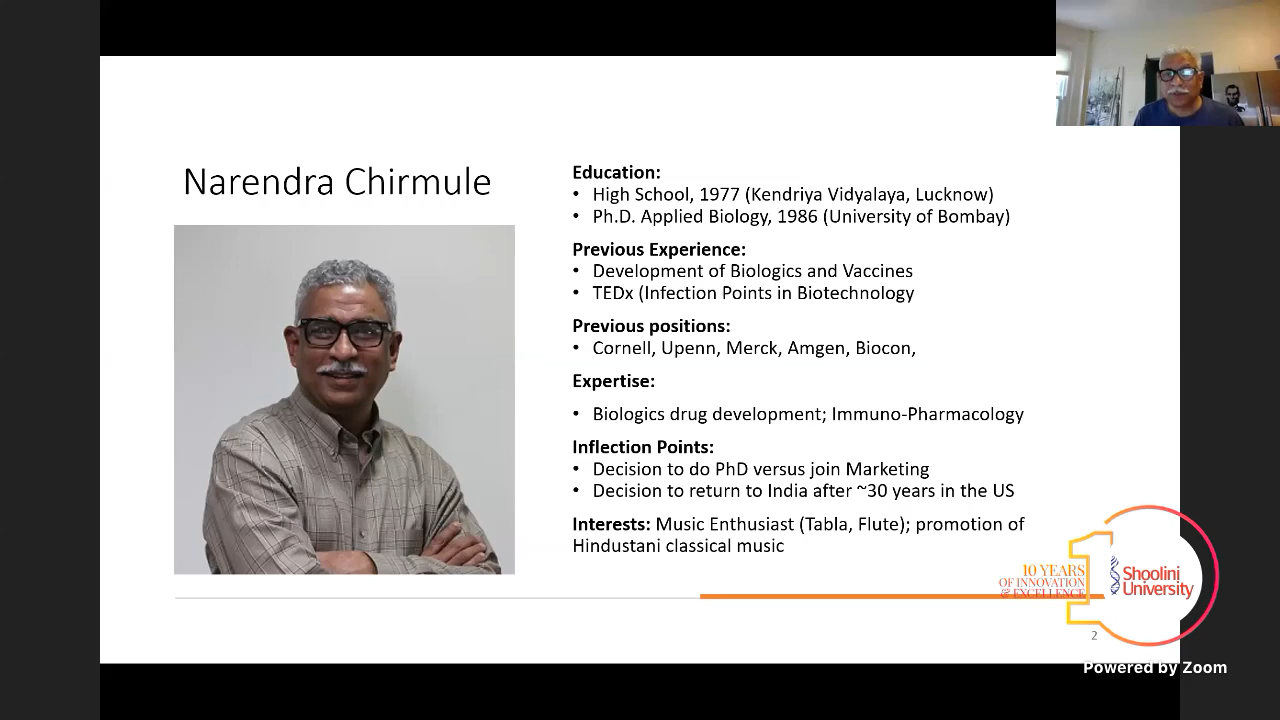 Narendra Chirmule
Education:
• High School, 1977 (Kendriya Vidyalaya, Lucknow)
• Ph.D. Applied Biology, 1986 (University of Bombay)
Previous Experience:
• Development of Biologics and Vaccines
• TEDx (Infection Points in Biotechnology
Previous positions:
• Cornell, Upenn, Merck, Amgen, Biocon,
Expertise:
• Biologics drug development; Immuno-Pharmacology
Inflection Points:
• Decision to do PhD versus join Marketing
• Decision to return to India after ~30 years in the US
Interests: Music Enthusiast (Tabla, Flute); promotion of
Hindustani classical music
10 YEARS
OF INNOVATION
& EXCELLENCE
1
Shoolini
University
2
Powered by Zoom